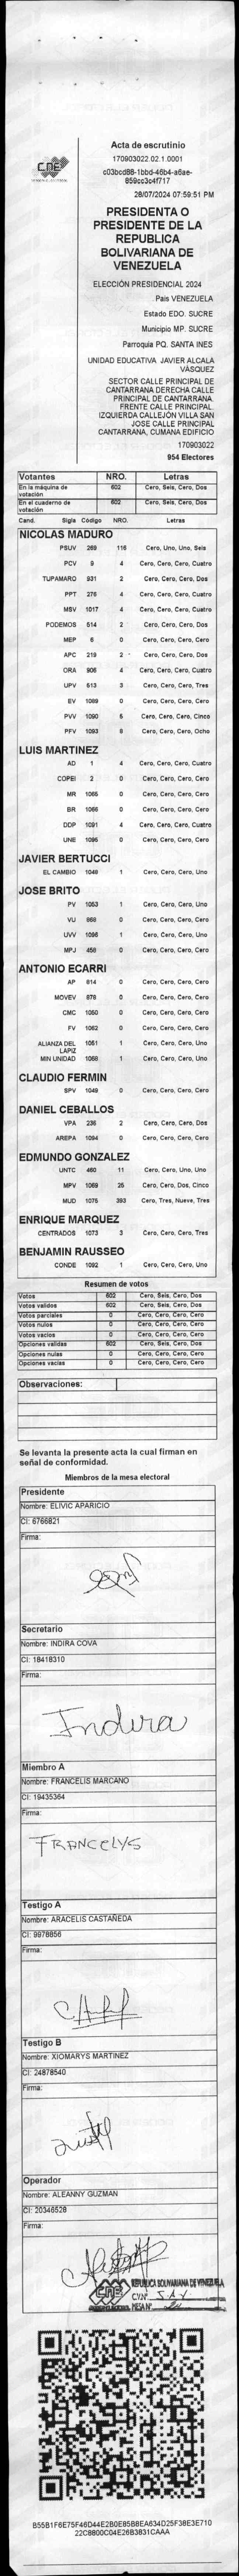 CNE
Acta de escrutinio
170903022.02.1.0001
c03bcd88-1bbd-46b4-a6ae-
859cc3c4f717
28/07/2024 07:59:51 PM
PRESIDENTA O
PRESIDENTE DE LA
REPUBLICA
BOLIVARIANA DE
VENEZUELA
ELECCIÓN PRESIDENCIAL 2024
Pais VENEZUELA
Estado EDO. SUCRE
Municipio MP. SUCRE
Parroquia PQ. SANTA INES
UNIDAD EDUCATIVA JAVIER ALCALA
VÁSQUEZ
SECTOR CALLE PRINCIPAL DE
CANTARRANA DERECHA CALLE
PRINCIPAL DE CANTARRANA.
FRENTE CALLE PRINCIPAL.
IZQUIERDA CALLEJÓN VILLA SAN
JOSE CALLE PRINCIPAL
CANTARRANA, CUMANA EDIFICIO
170903022
954 Electores
Votantes NRO. Letras
En la máquina de votación 602 Cero, Seis, Cero, Dos
En el cuaderno de votación 602 Cero, Seis, Cero, Dos
Cand. Sigla Código NRO. Letras
NICOLAS MADURO
PSUV 269 116 Cero, Uno, Uno, Seis
PCV 9 4 Cero, Cero, Cero, Cuatro
TUPAMARO 931 2 Cero, Cero, Cero, Dos
PPT 276 4 Cero, Cero, Cero, Cuatro
MSV 1017 4 Cero, Cero, Cero, Cuatro
PODEMOS 514 2 Cero, Cero, Cero, Dos
MEP 6 0 Cero, Cero, Cero, Cero
APC 219 2 Cero, Cero, Cero, Dos
ORA 906 4 Cero, Cero, Cero, Cuatro
UPV 613 3 Cero, Cero, Cero, Tres
EV 1089 0 Cero, Cero, Cero, Cero
PVV 1090 5 Cero, Cero, Cero, Cinco
PFV 1093 8 Cero, Cero, Cero, Ocho
LUIS MARTINEZ
AD 1 4 Cero, Cero, Cero, Cuatro
COPEI 2 0 Cero, Cero, Cero, Cero
MR 1065 0 Cero, Cero, Cero, Cero
BR 1066 0 Cero, Cero, Cero, Cero
DDP 1091 4 Cero, Cero, Cero, Cuatro
UNE 1095 0 Cero, Cero, Cero, Cero
JAVIER BERTUCCI
EL CAMBIO 1048 1 Cero, Cero, Cero, Uno
JOSE BRITO
PV 1053 1 Cero, Cero, Cero, Uno
VU 868 0 Cero, Cero, Cero, Cero
UVV 1096 1 Cero, Cero, Cero, Uno
MPJ 458 0 Cero, Cero, Cero, Cero
ANTONIO ECARRI
AP 814 0 Cero, Cero, Cero, Cero
MOVEV 878 0 Cero, Cero, Cero, Cero
CMC 1050 0 Cero, Cero, Cero, Cero
FV 1062 0 Cero, Cero, Cero, Cero
ALIANZA DEL LAPIZ 1051 1 Cero, Cero, Cero, Uno
MIN UNIDAD 1068 1 Cero, Cero, Cero, Uno
CLAUDIO FERMIN
SPV 1049 0 Cero, Cero, Cero, Cero
DANIEL CEBALLOS
VPA 236 2 Cero, Cero, Cero, Dos
AREPA 1094 0 Cero, Cero, Cero, Cero
EDMUNDO GONZALEZ
UNTC 460 11 Cero, Cero, Uno, Uno
MPV 1069 25 Cero, Cero, Dos, Cinco
MUD 1075 393 Cero, Tres, Nueve, Tres
ENRIQUE MARQUEZ
CENTRADOS 1073 3 Cero, Cero, Cero, Tres
BENJAMIN RAUSSEO
CONDE 1092 1 Cero, Cero, Cero, Uno
Resumen de votos
Votos 602 Cero, Seis, Cero, Dos
Votos validos 602 Cero, Seis, Cero, Dos
Votos parciales 0 Cero, Cero, Cero, Cero
Votos nulos 0 Cero, Cero, Cero, Cero
Votos vacios 0 Cero, Cero, Cero, Cero
Opciones validas 602 Cero, Seis, Cero, Dos
Opciones nulas 0 Cero, Cero, Cero, Cero
Opciones vacias 0 Cero, Cero, Cero, Cero
Observaciones:
Se levanta la presente acta la cual firman en
señal de conformidad.
Miembros de la mesa electoral
Presidente
Nombre: ELIVIC APARICIO
CI: 6766821
Firma:
Secretario
Nombre: INDIRA COVA
CI: 18418310
Firma:
Indira
Miembro A
Nombre: FRANCELIS MARCANO
CI: 19435364
Firma:
FRANCELYS
Testigo A
Nombre: ARACELIS CASTAÑEDA
CI: 9978856
Firma:
Testigo B
Nombre: XIOMARYS MARTINEZ
CI: 24878540
Firma:
Operador
Nombre: ALEANNY GUZMAN
CI: 20346528
Firma:
CNE
REPUBLICA BOLIVARIANA DE VENEZUELA
MESA Nº
B55B1F6E75F46D44E2B0E85B8EA634D25F38E3E710
22C8800C04E26B3831CAAA